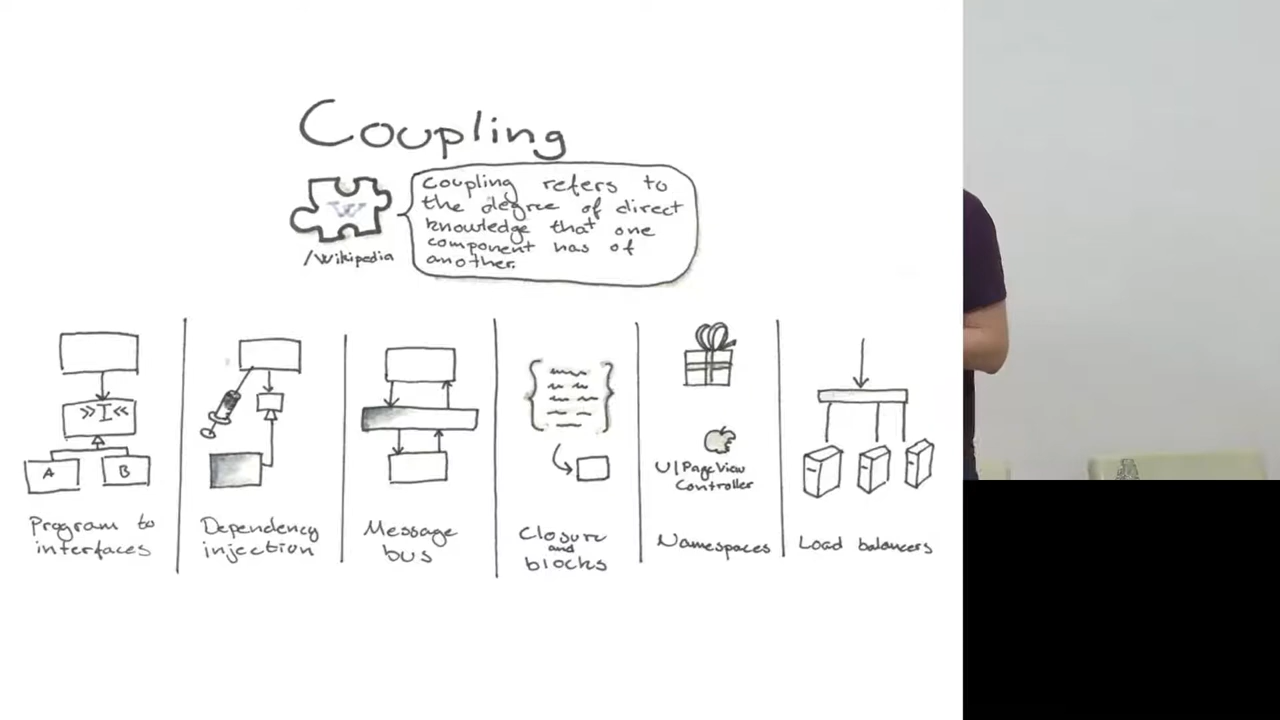 Coupling
W
/Wikipedia
Coupling refers to
the degree of direct
knowledge that one
component has of
another.
>>I<<
A
B
Program to
interfaces
Dependency
injection
Message
bus
Closure
and
blocks
UIPageView
Controller
Namespaces
Load balancers